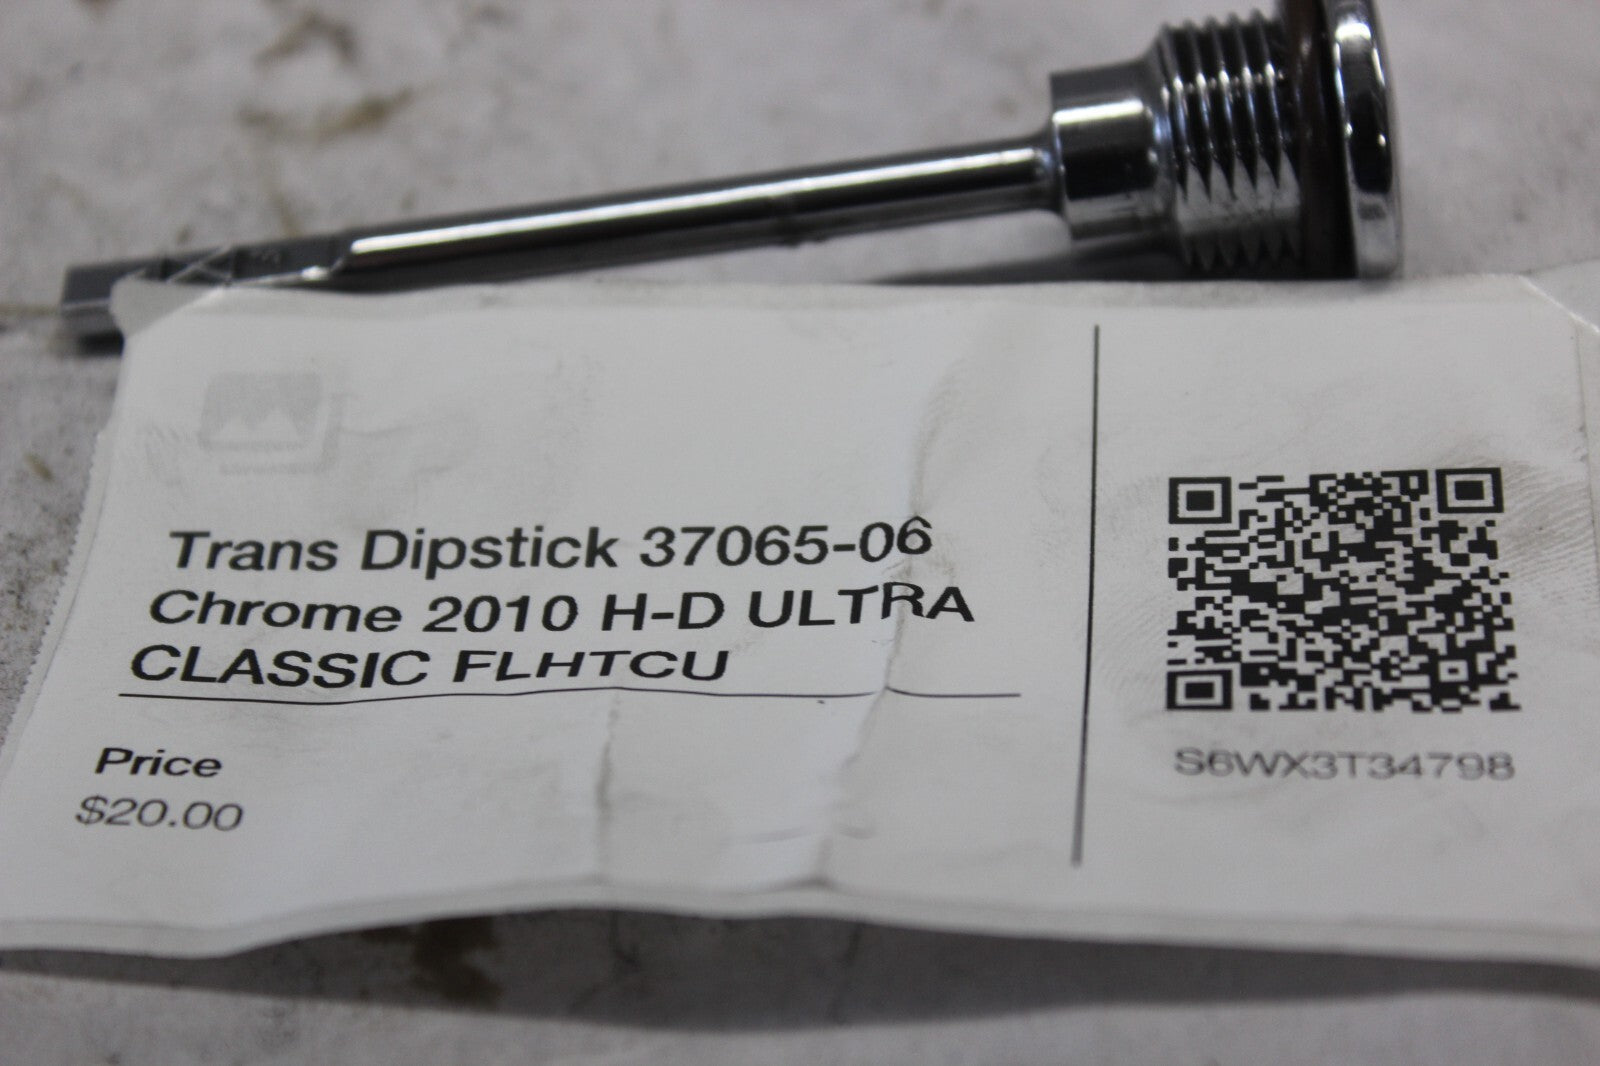 Trans Dipstick 37065-06
Chrome 2010 H-D ULTRA
CLASSIC FLHTCU
Price
$20.00
S6WX3T34798